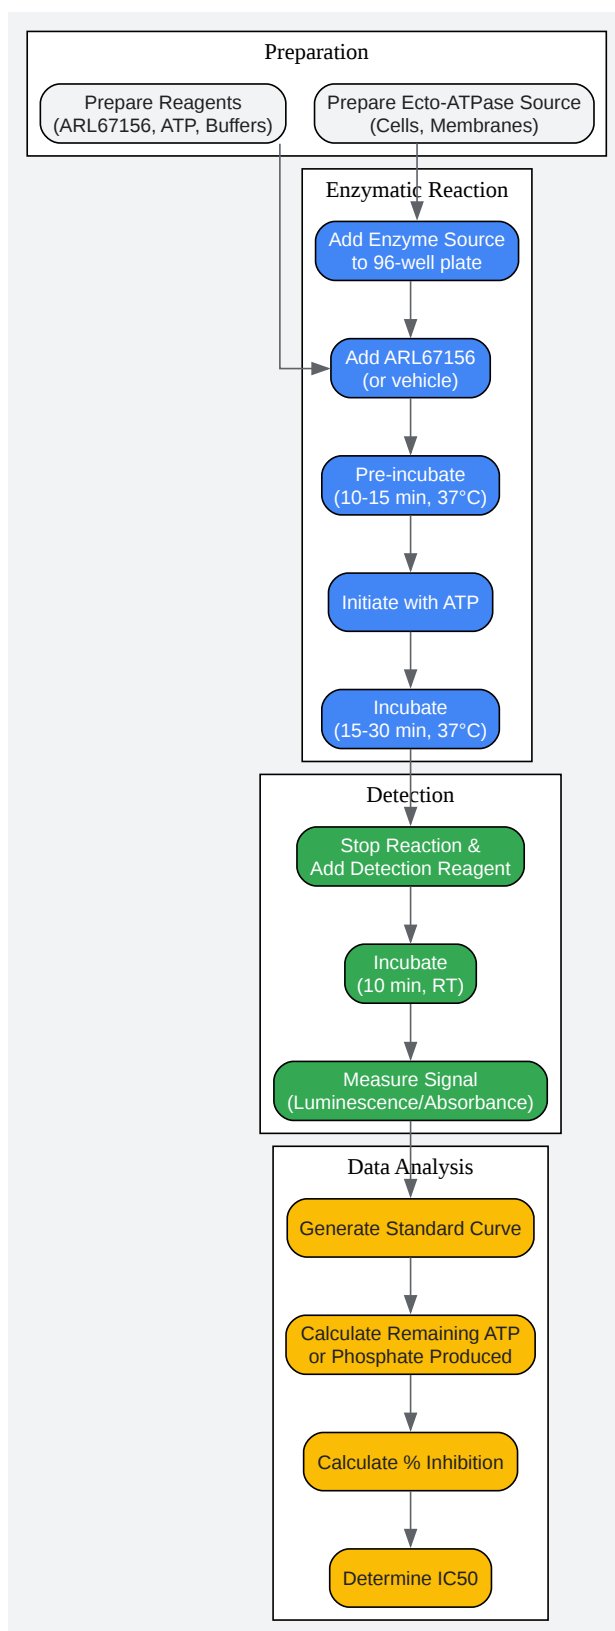 Preparation
Prepare Reagents
(ARL67156, ATP, Buffers)
Prepare Ecto-ATPase Source
(Cells, Membranes)
Enzymatic Reaction
Add Enzyme Source
to 96-well plate
Add ARL67156
(or vehicle)
Pre-incubate
(10-15 min, 37°C)
Initiate with ATP
Incubate
(15-30 min, 37°C)
Detection
Stop Reaction &
Add Detection Reagent
Incubate
(10 min, RT)
Measure Signal
(Luminescence/Absorbance)
Data Analysis
Generate Standard Curve
Calculate Remaining ATP
or Phosphate Produced
Calculate % Inhibition
Determine IC50